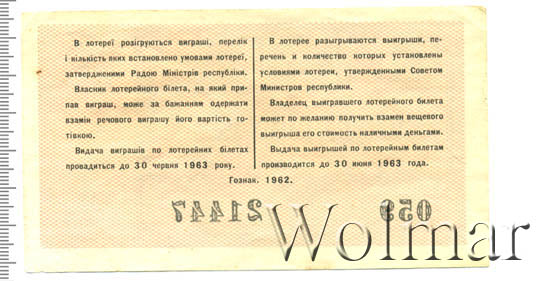 В лотереї розігруються виграші, перелік
і кількість яких встановлено умовами лотереї,
затвердженими Радою Міністрів республіки.
Власник лотерейного білета, на який при-
пав виграш, може за бажанням одержати
взамін речового виграшу його вартість го-
тівкою.
Видача виграшів по лотерейних білетах
провадиться до 30 червня 1963 року.
В лотерее разыгрываются выигрыши, пе-
речень и количество которых установлены
условиями лотереи, утвержденными Советом
Министров республики.
Владелец выигравшего лотерейного билета
может по желанию получить взамен вещевого
выигрыша его стоимость наличными деньгами.
Выдача выигрышей по лотерейным билетам
производится до 30 июня 1963 года.
Гознак. 1962.
059 21447
Wolmar